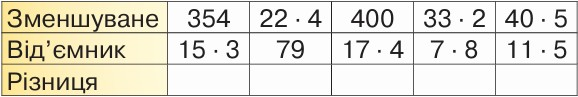 Зменшуване 354 22 · 4 400 33 · 2 40 · 5
Від’ємник 15 · 3 79 17 · 4 7 · 8 11 · 5
Різниця